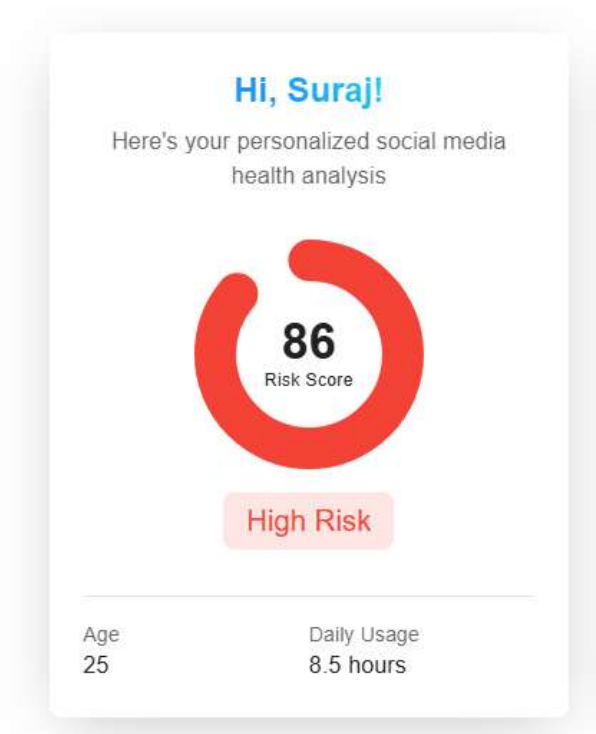 Hi, Suraj!
Here's your personalized social media
health analysis
86
Risk Score
High Risk
Age
Daily Usage
25
8.5 hours